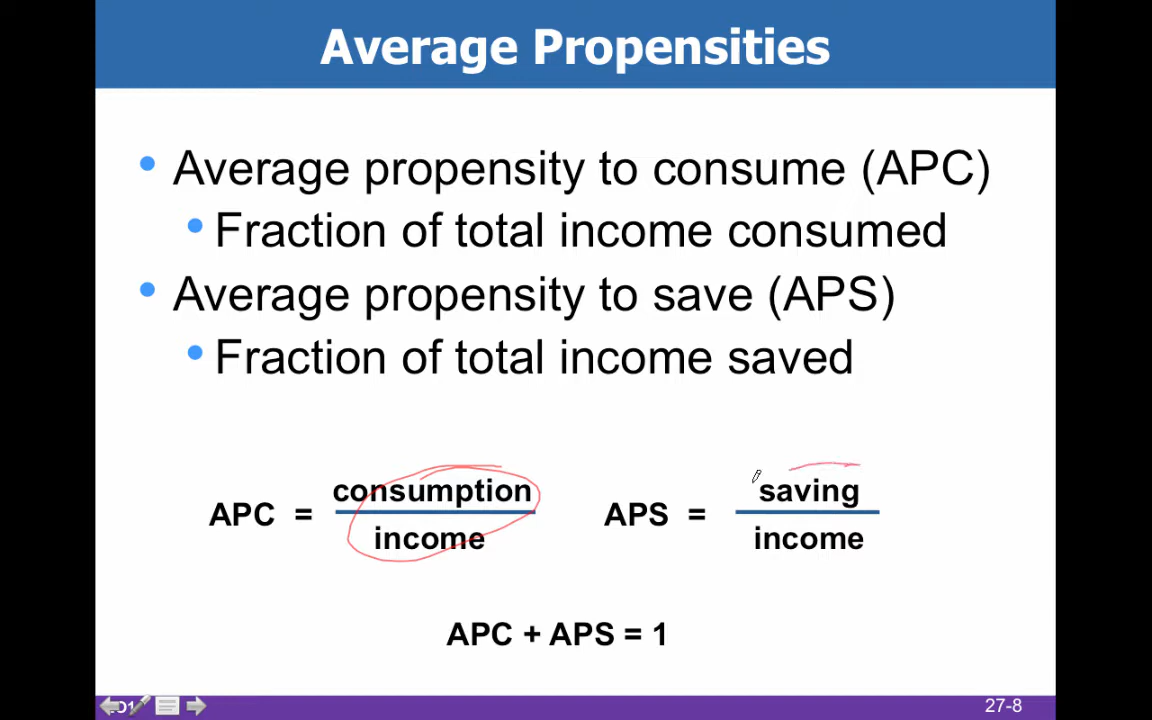 Average Propensities
• Average propensity to consume (APC)
• Fraction of total income consumed
• Average propensity to save (APS)
• Fraction of total income saved
APC = consumption / income
APS = saving / income
APC + APS = 1
27-8